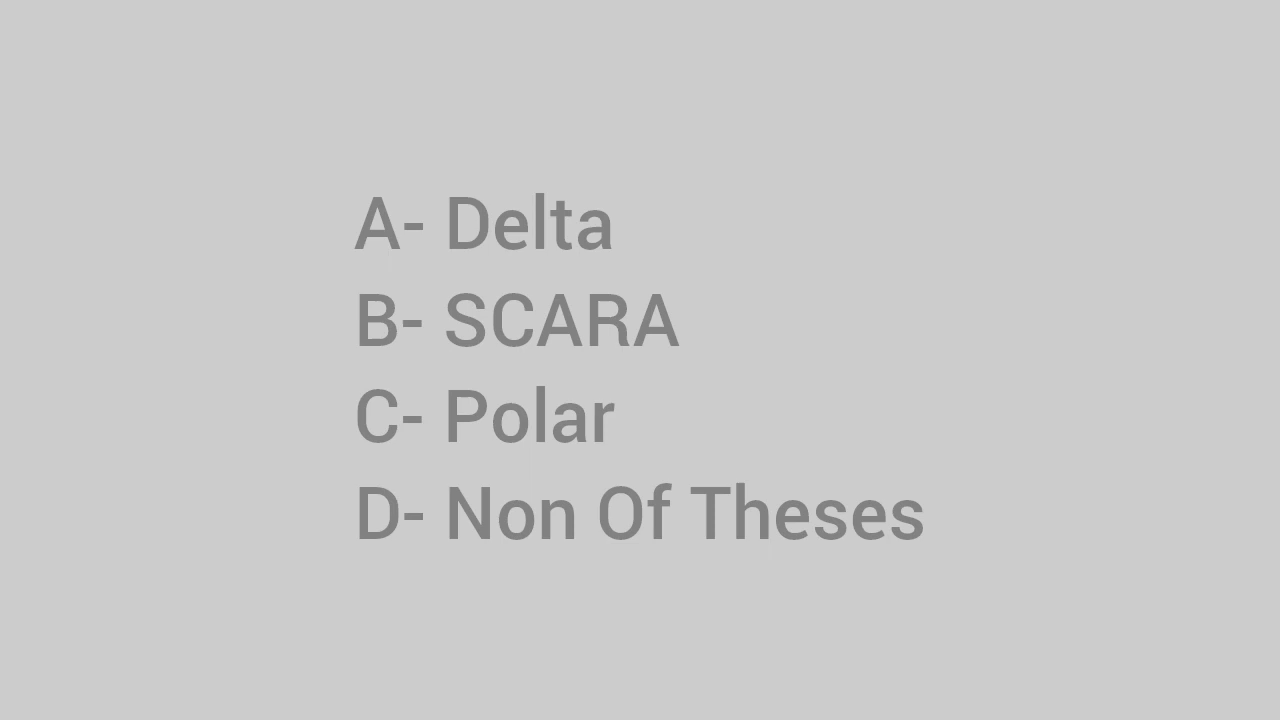 A- Delta
B- SCARA
C- Polar
D- Non Of Theses